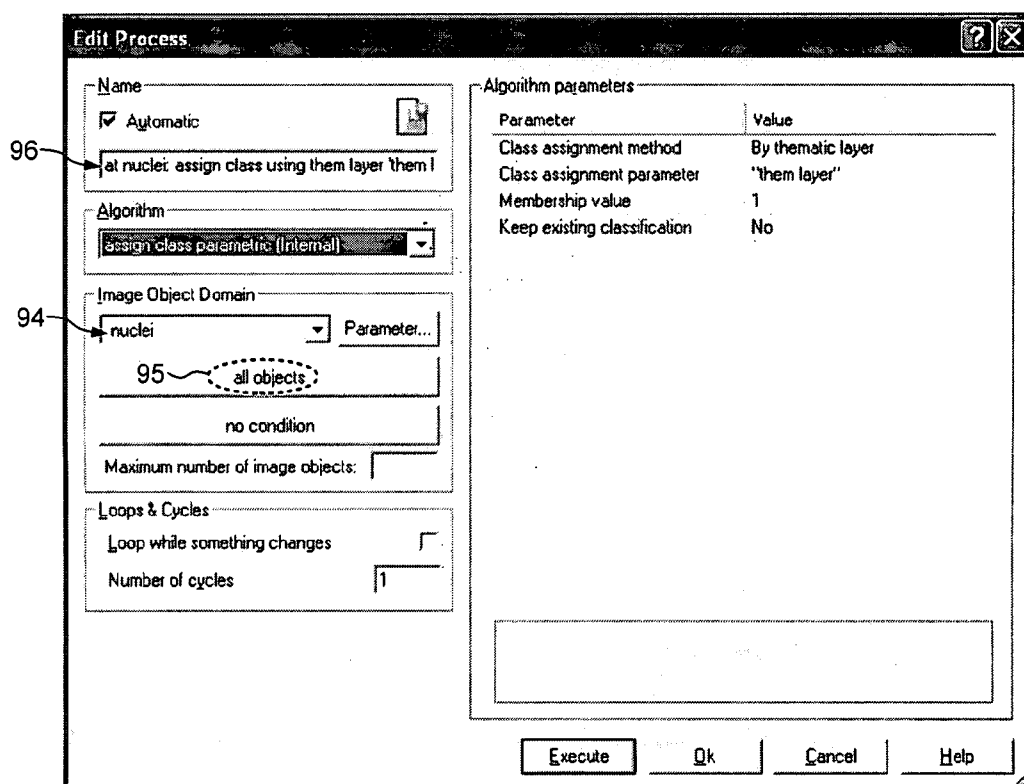 Edit Process
Name
Automatic
96
at nuclei: assign class using them layer 'them l
Algorithm
assign class parametric (Internal)
Image Object Domain
94
nuclei
Parameter...
95
all objects
no condition
Maximum number of image objects:
Loops & Cycles
Loop while something changes
Number of cycles
1
Algorithm parameters
Parameter Value
Class assignment method By thematic layer
Class assignment parameter "them layer"
Membership value 1
Keep existing classification No
Execute Ok Cancel Help